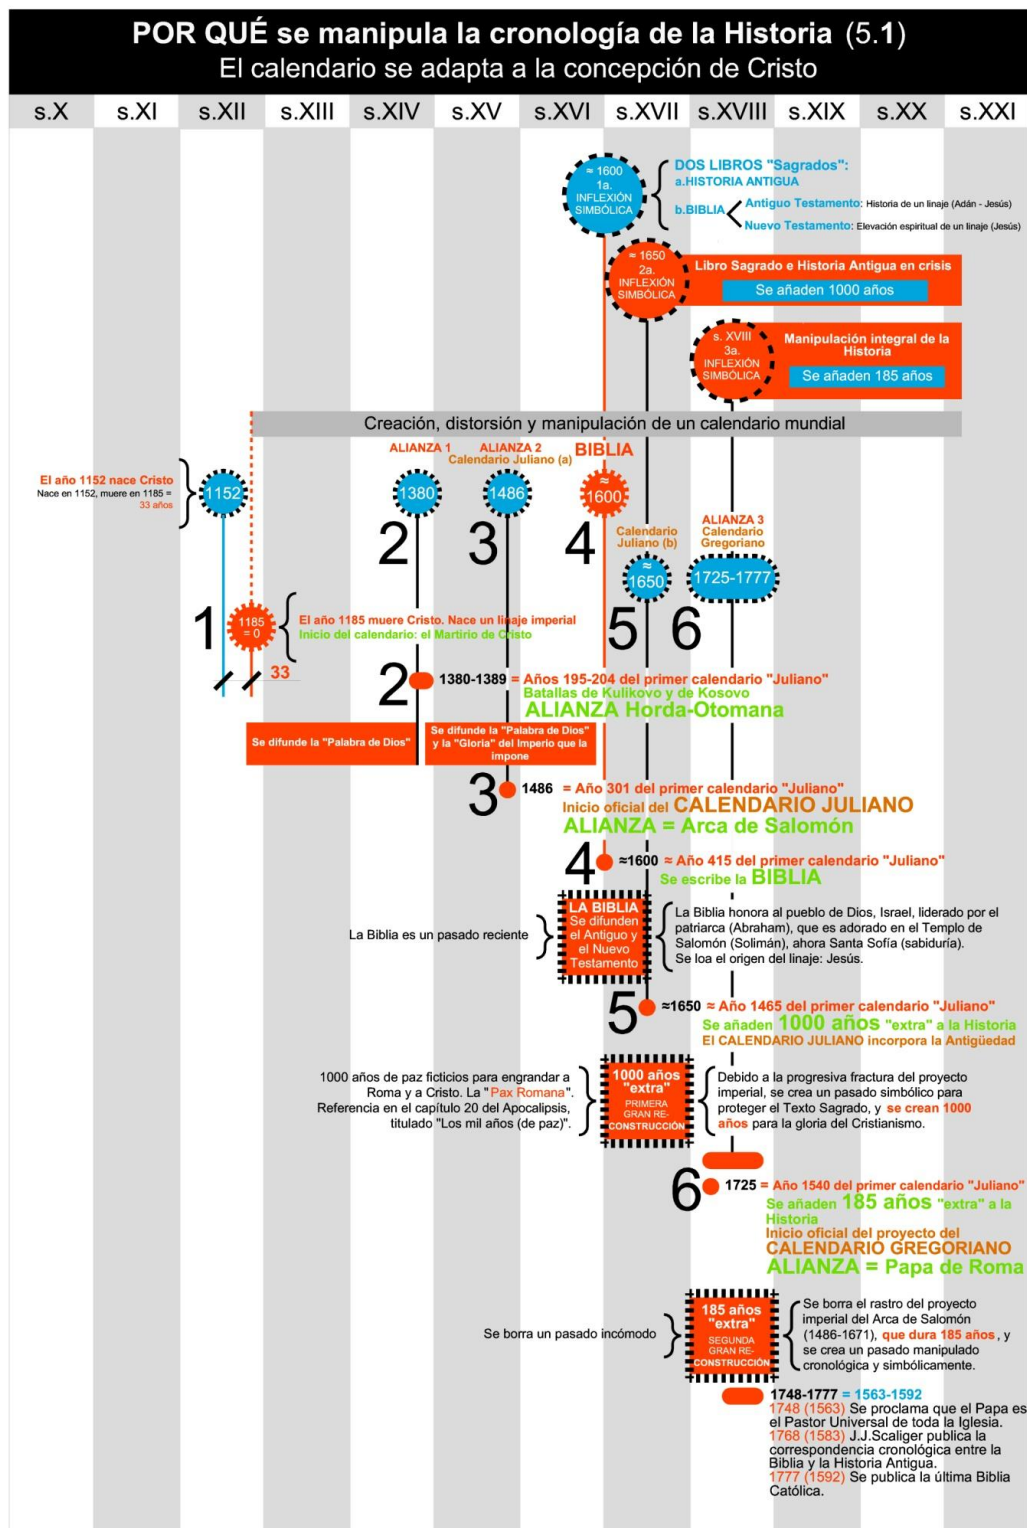 POR QUÉ se manipula la cronología de la Historia (5.1)
El calendario se adapta a la concepción de Cristo
s.X s.XI s.XII s.XIII s.XIV s.XV s.XVI s.XVII s.XVIII s.XIX s.XX s.XXI
≈ 1600
1a.
INFLEXIÓN
SIMBÓLICA
DOS LIBROS "Sagrados":
a.HISTORIA ANTIGUA
b.BIBLIA
Antiguo Testamento: Historia de un linaje (Adán - Jesús)
Nuevo Testamento: Elevación espiritual de un linaje (Jesús)
≈ 1650
2a.
INFLEXIÓN
SIMBÓLICA
Libro Sagrado e Historia Antigua en crisis
Se añaden 1000 años
s. XVIII
3a.
INFLEXIÓN
SIMBÓLICA
Manipulación integral de la
Historia
Se añaden 185 años
Creación, distorsión y manipulación de un calendario mundial
El año 1152 nace Cristo
Nace en 1152, muere en 1185 =
33 años
1152
ALIANZA 1
1380
2
ALIANZA 2
Calendario Juliano (a)
1486
3
BIBLIA
≈
1600
4
Calendario
Juliano (b)
≈
1650
5
ALIANZA 3
Calendario
Gregoriano
1725-1777
6
1
1185
= 0
El año 1185 muere Cristo. Nace un linaje imperial
Inicio del calendario: el Martirio de Cristo
33
2
1380-1389 = Años 195-204 del primer calendario "Juliano"
Batallas de Kulikovo y de Kosovo
ALIANZA Horda-Otomana
Se difunde la "Palabra de Dios"
Se difunde la "Palabra de Dios"
y la "Gloria" del Imperio que la
impone
3
1486 = Año 301 del primer calendario "Juliano"
Inicio oficial del CALENDARIO JULIANO
ALIANZA = Arca de Salomón
4
≈1600 ≈ Año 415 del primer calendario "Juliano"
Se escribe la BIBLIA
La Biblia es un pasado reciente
LA BIBLIA
Se difunden
el Antiguo y
el Nuevo
Testamento
La Biblia honora al pueblo de Dios, Israel, liderado por el
patriarca (Abraham), que es adorado en el Templo de
Salomón (Solimán), ahora Santa Sofía (sabiduría).
Se loa el origen del linaje: Jesús.
5
≈1650 ≈ Año 1465 del primer calendario "Juliano"
Se añaden 1000 años "extra" a la Historia
El CALENDARIO JULIANO incorpora la Antigüedad
1000 años de paz ficticios para engrandar a
Roma y a Cristo. La "Pax Romana".
Referencia en el capítulo 20 del Apocalipsis,
titulado "Los mil años (de paz)".
1000 años
"extra"
PRIMERA
GRAN RE-
CONSTRUCCIÓN
Debido a la progresiva fractura del proyecto
imperial, se crea un pasado simbólico para
proteger el Texto Sagrado, y se crean 1000
años para la gloria del Cristianismo.
6
1725 = Año 1540 del primer calendario "Juliano"
Se añaden 185 años "extra" a la
Historia
Inicio oficial del proyecto del
CALENDARIO GREGORIANO
ALIANZA = Papa de Roma
Se borra un pasado incómodo
185 años
"extra"
SEGUNDA
GRAN RE-
CONSTRUCCIÓN
Se borra el rastro del proyecto
imperial del Arca de Salomón
(1486-1671), que dura 185 años, y
se crea un pasado manipulado
cronológica y simbólicamente.
1748-1777 = 1563-1592
1748 (1563) Se proclama que el Papa es
el Pastor Universal de toda la Iglesia.
1768 (1583) J.J.Scaliger publica la
correspondencia cronológica entre la
Biblia y la Historia Antigua.
1777 (1592) Se publica la última Biblia
Católica.